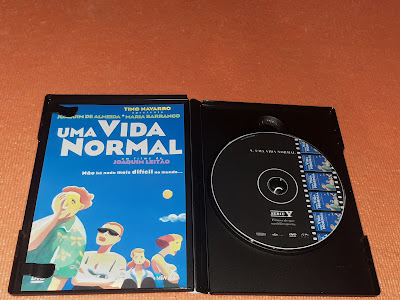 TINO NAVARRO
JOAQUIM DE ALMEIDA MARIA BARRANCO
UMA VIDA
NORMAL
JOAQUIM LEITÃO
Não há nada mais difícil no mundo...
UMA VIDA NORMAL
SÉRIE Y
DVD